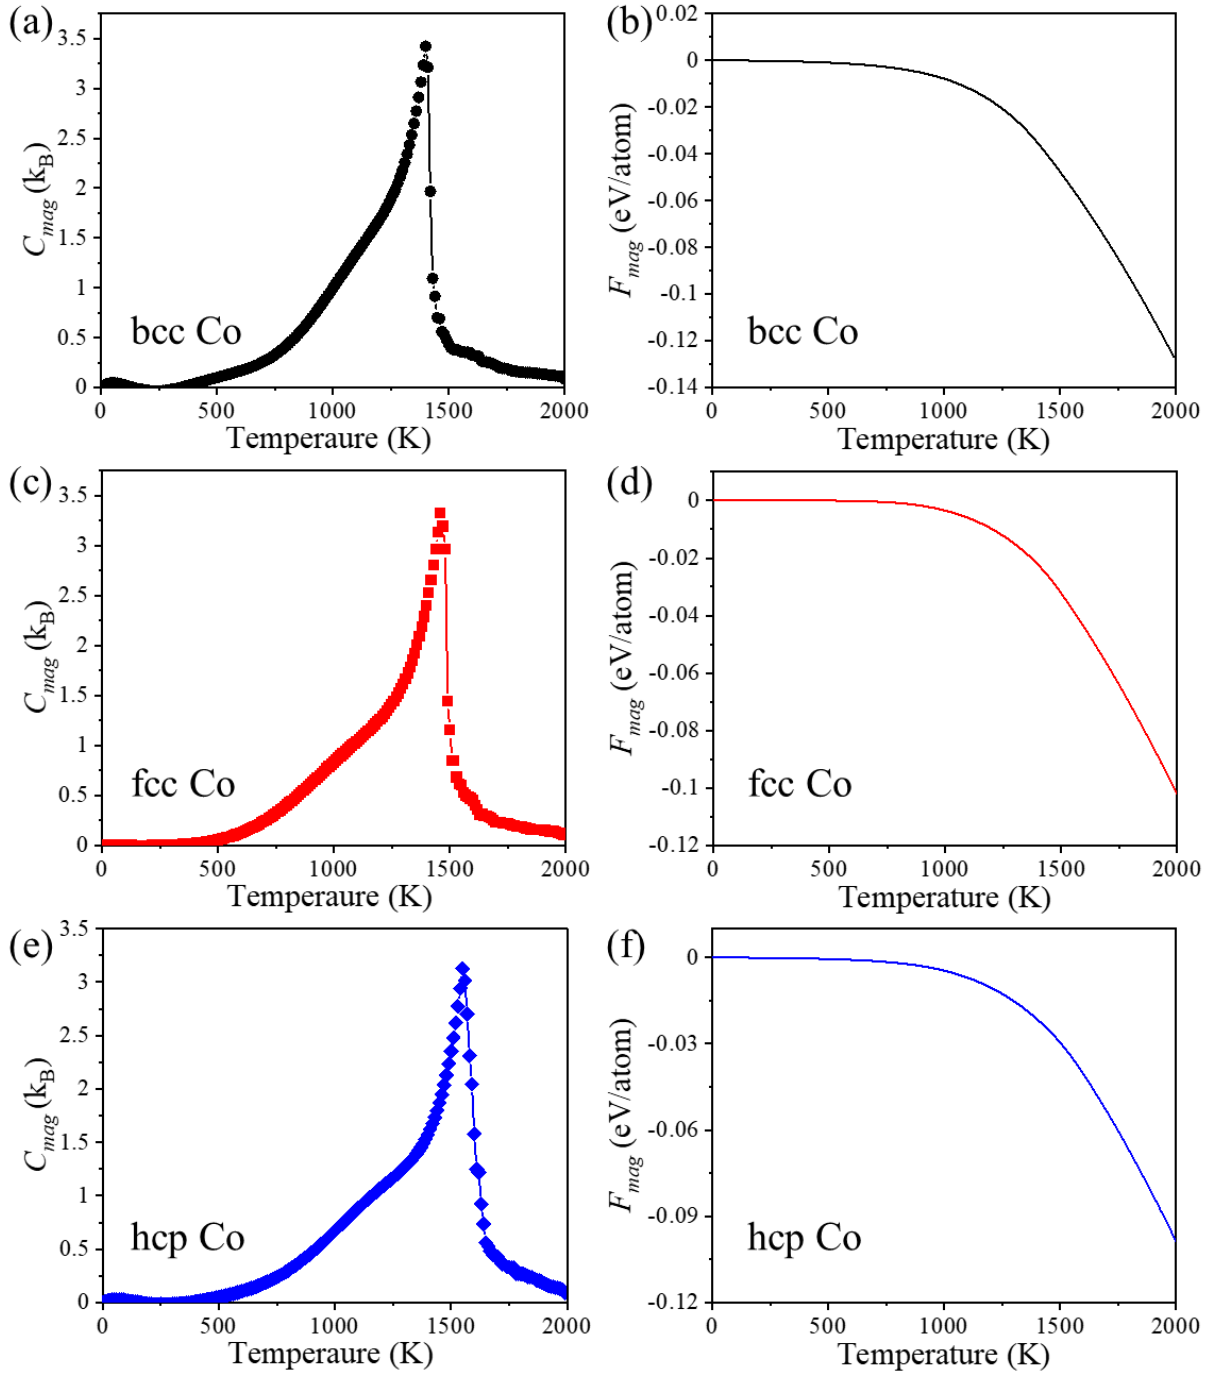 (a)
3.5
3
2.5
2
1.5
1
0.5
0
C_mag (k_B)
bcc Co
0 500 1000 1500 2000
Temperaure (K)
(b)
0.02
0
-0.02
-0.04
-0.06
-0.08
-0.1
-0.12
-0.14
F_mag (eV/atom)
bcc Co
0 500 1000 1500 2000
Temperature (K)
(c)
3.5
3
2.5
2
1.5
1
0.5
0
C_mag (k_B)
fcc Co
0 500 1000 1500 2000
Temperaure (K)
(d)
0
-0.02
-0.04
-0.06
-0.08
-0.1
-0.12
F_mag (eV/atom)
fcc Co
0 500 1000 1500 2000
Temperature (K)
(e)
3.5
3
2.5
2
1.5
1
0.5
0
C_mag (k_B)
hcp Co
0 500 1000 1500 2000
Temperaure (K)
(f)
0
-0.03
-0.06
-0.09
-0.12
F_mag (eV/atom)
hcp Co
0 500 1000 1500 2000
Temperature (K)